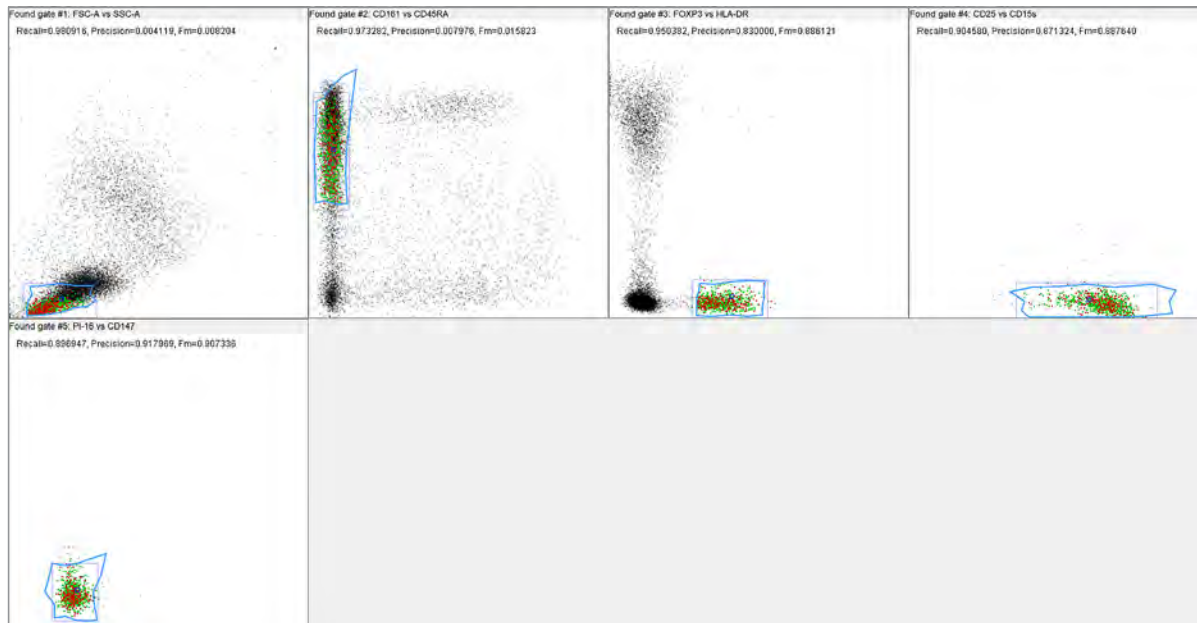 Found gate #1: FSC-A vs SSC-A
Recall=0.980916, Precision=0.004119, Fm=0.008204
Found gate #2: CD161 vs CD45RA
Recall=0.973282, Precision=0.007976, Fm=0.015823
Found gate #3: FOXP3 vs HLA-DR
Recall=0.950382, Precision=0.830000, Fm=0.886121
Found gate #4: CD25 vs CD15s
Recall=0.904580, Precision=0.871324, Fm=0.887640
Found gate #5: PI-16 vs CD147
Recall=0.896947, Precision=0.917969, Fm=0.907336